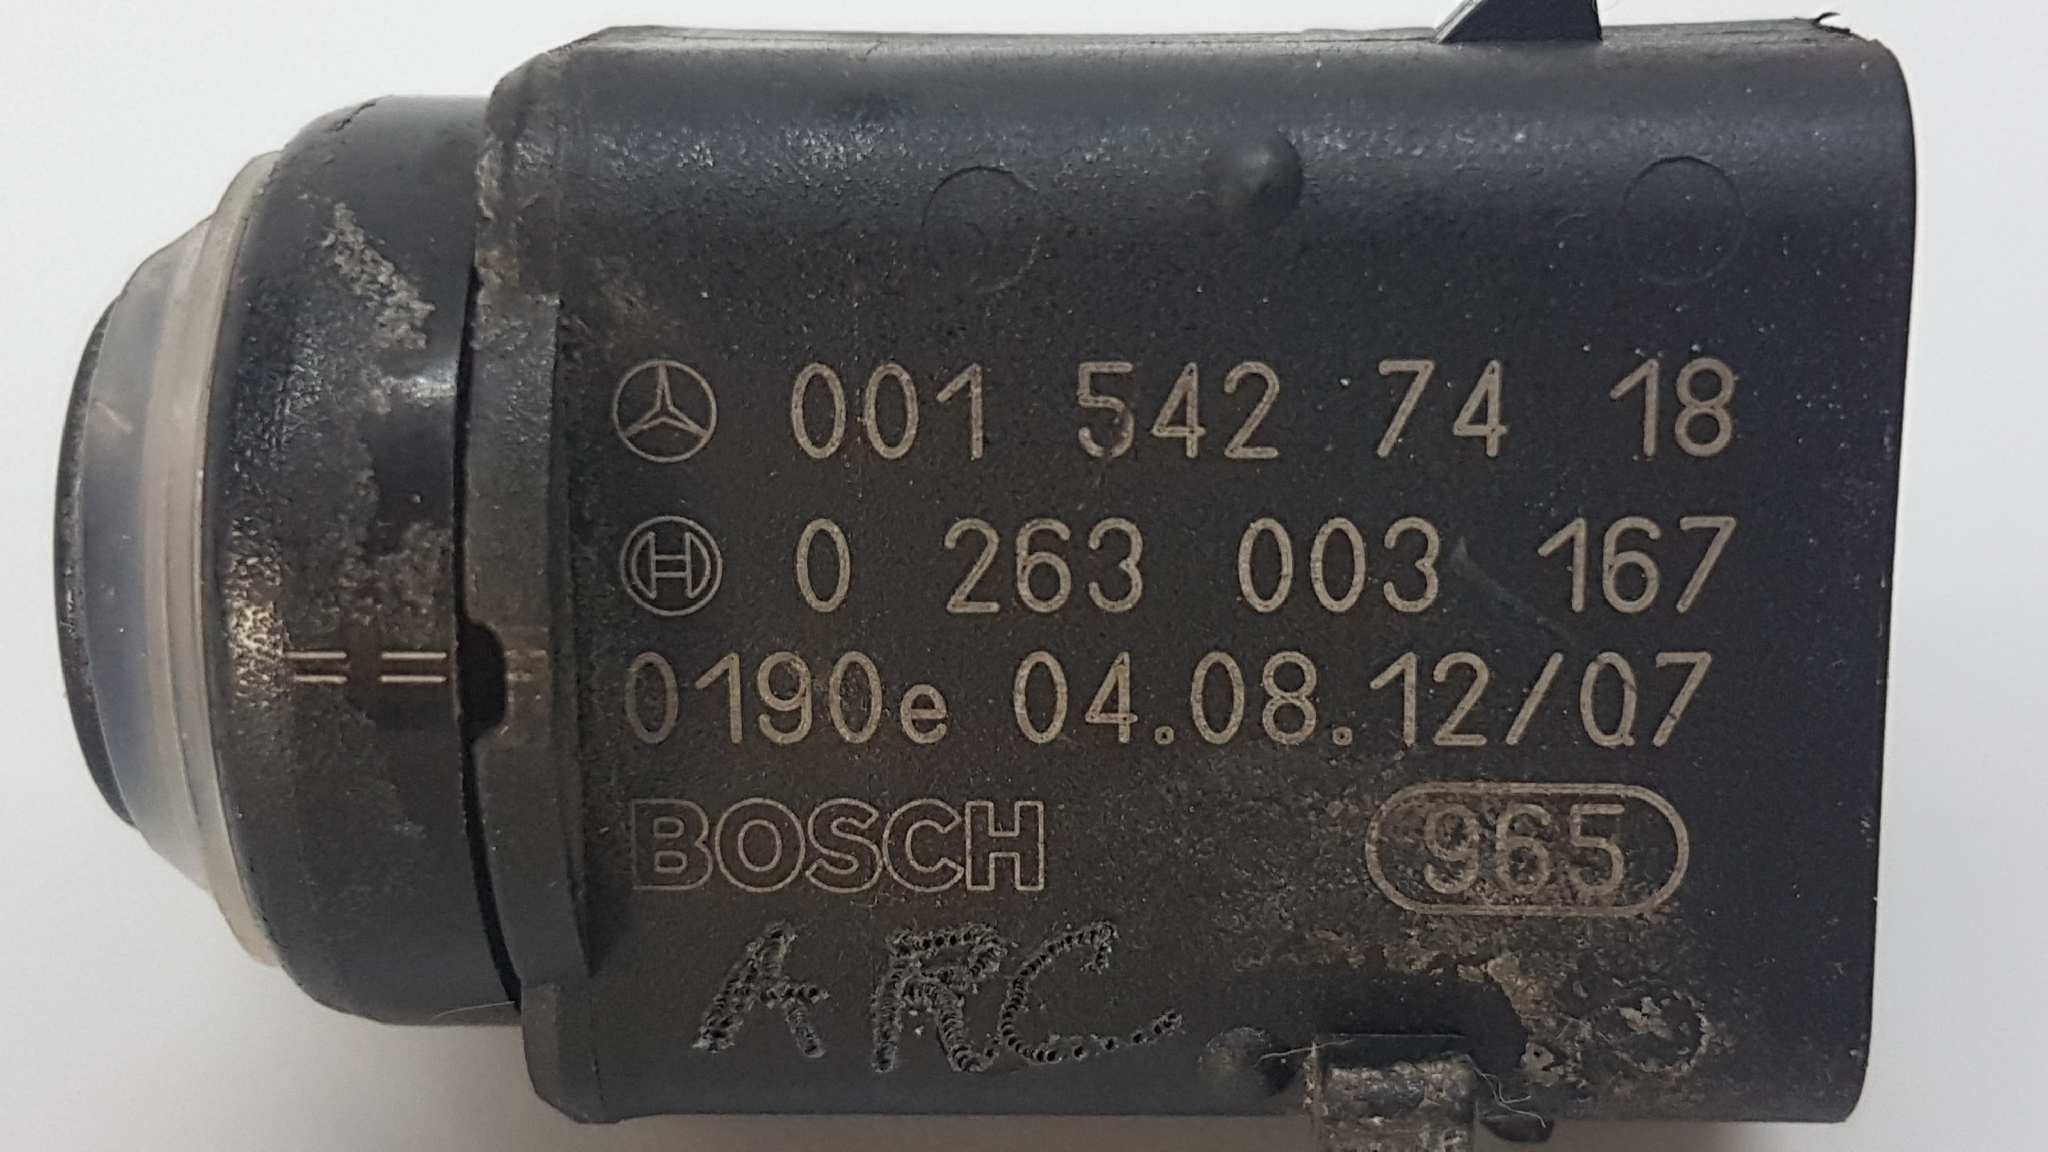 001 542 74 18
0 263 003 167
0190e 04.08.12/07
BOSCH 965
ARC